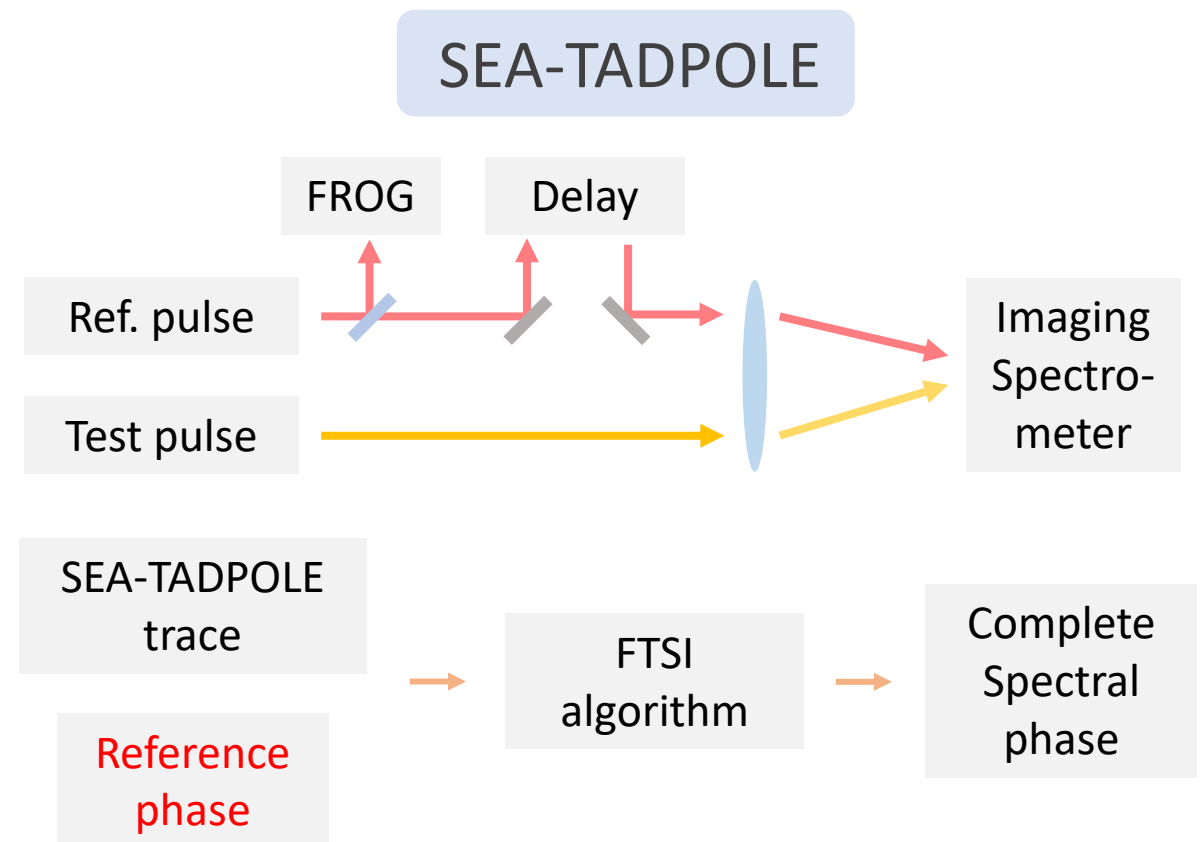 SEA-TADPOLE
FROG
Delay
Ref. pulse
Test pulse
Imaging
Spectro-
meter
SEA-TADPOLE
trace
Reference
phase
FTSI
algorithm
Complete
Spectral
phase